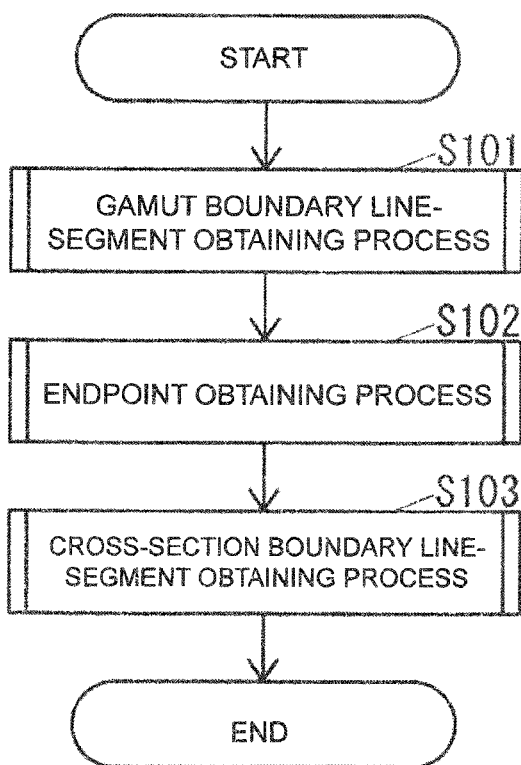 START
S101
GAMUT BOUNDARY LINE-
SEGMENT OBTAINING PROCESS
S102
ENDPOINT OBTAINING PROCESS
S103
CROSS-SECTION BOUNDARY LINE-
SEGMENT OBTAINING PROCESS
END